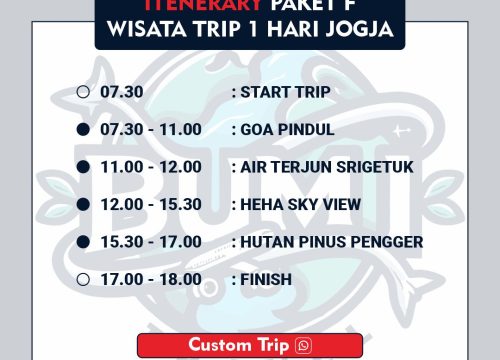 ITENERARY PAKET F
WISATA TRIP 1 HARI JOGJA
07.30 : START TRIP
07.30 - 11.00 : GOA PINDUL
11.00 - 12.00 : AIR TERJUN SRIGETUK
12.00 - 15.30 : HEHA SKY VIEW
15.30 - 17.00 : HUTAN PINUS PENGGER
17.00 - 18.00 : FINISH
BUMI
Custom Trip